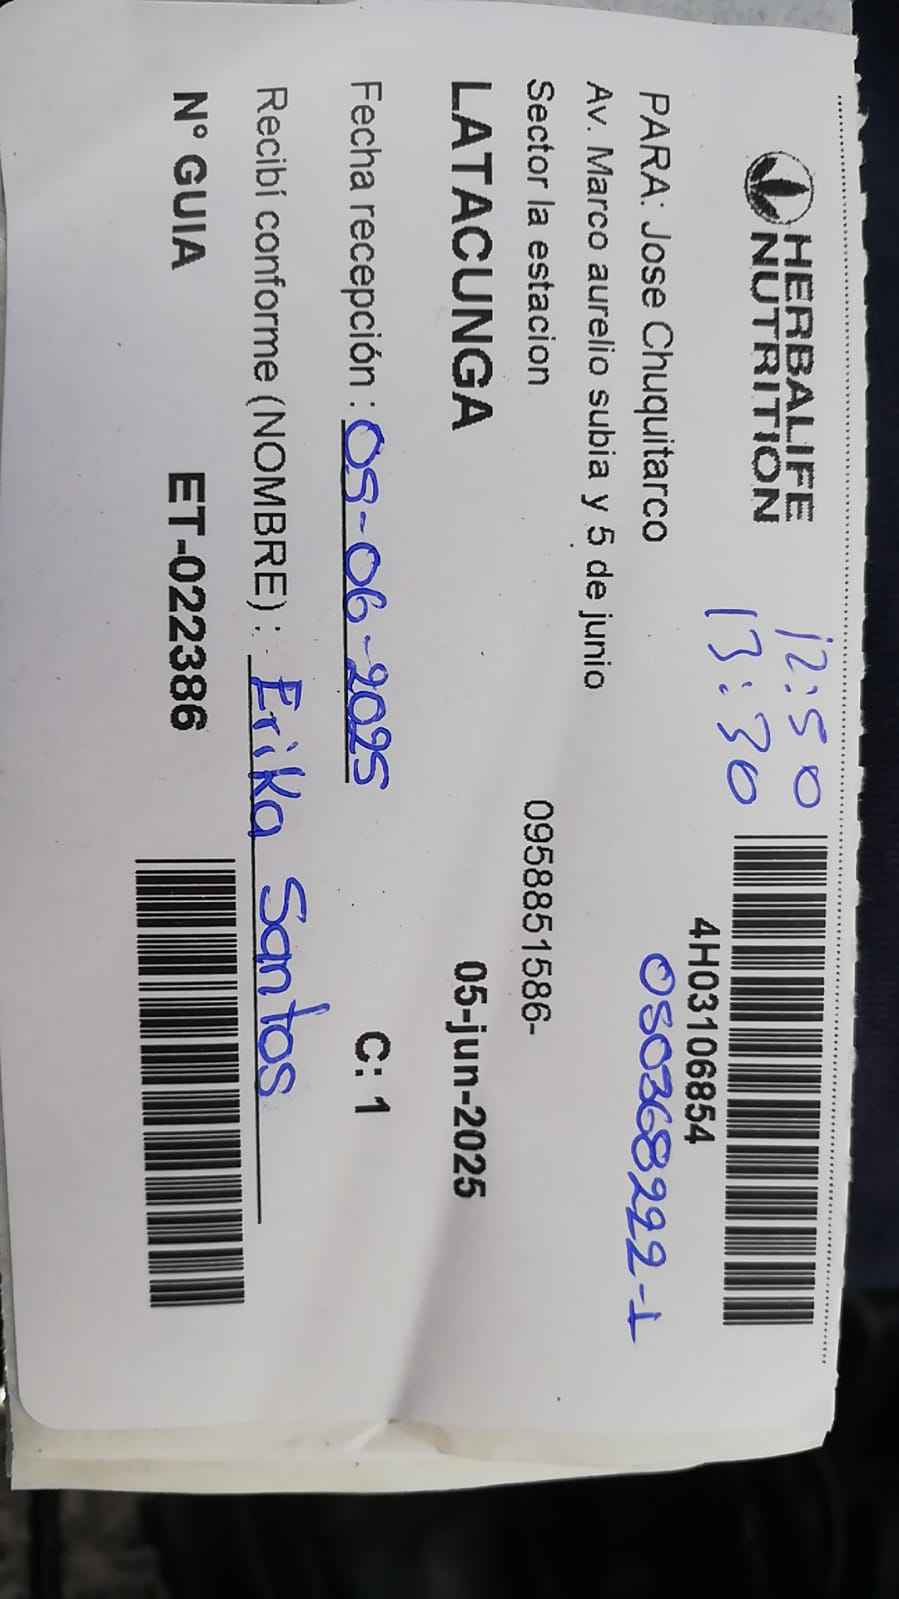 HERBALIFE
NUTRITION
12:50
13:30
4H03106854
050368222-1
PARA: Jose Chuquitarco
Av. Marco aurelio subia y 5 de junio
Sector la estacion
0958851586-
LATACUNGA
05-jun-2025
Fecha recepción : 05-06-2025
C: 1
Recibí conforme (NOMBRE) : Erika Santos
N° GUIA
ET-022386